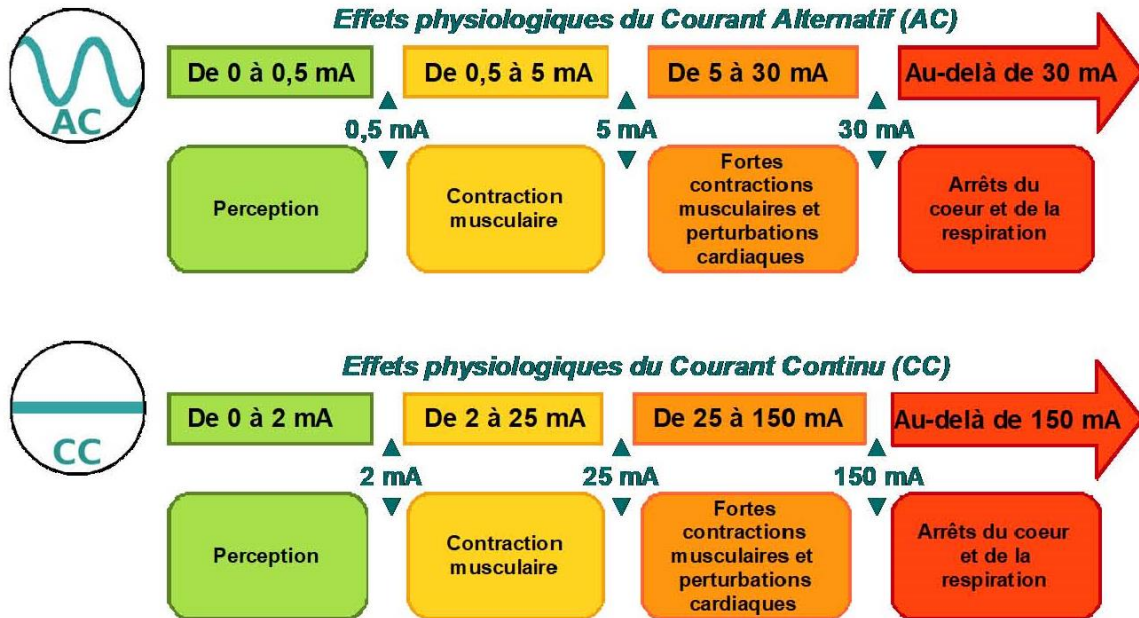 Effets physiologiques du Courant Alternatif (AC)
AC
De 0 à 0,5 mA
De 0,5 à 5 mA
De 5 à 30 mA
Au-delà de 30 mA
0,5 mA
5 mA
30 mA
Perception
Contraction
musculaire
Fortes
contractions
musculaires et
perturbations
cardiaques
Arrêts du
coeur et de la
respiration
Effets physiologiques du Courant Continu (CC)
CC
De 0 à 2 mA
De 2 à 25 mA
De 25 à 150 mA
Au-delà de 150 mA
2 mA
25 mA
150 mA
Perception
Contraction
musculaire
Fortes
contractions
musculaires et
perturbations
cardiaques
Arrêts du coeur
et de la
respiration